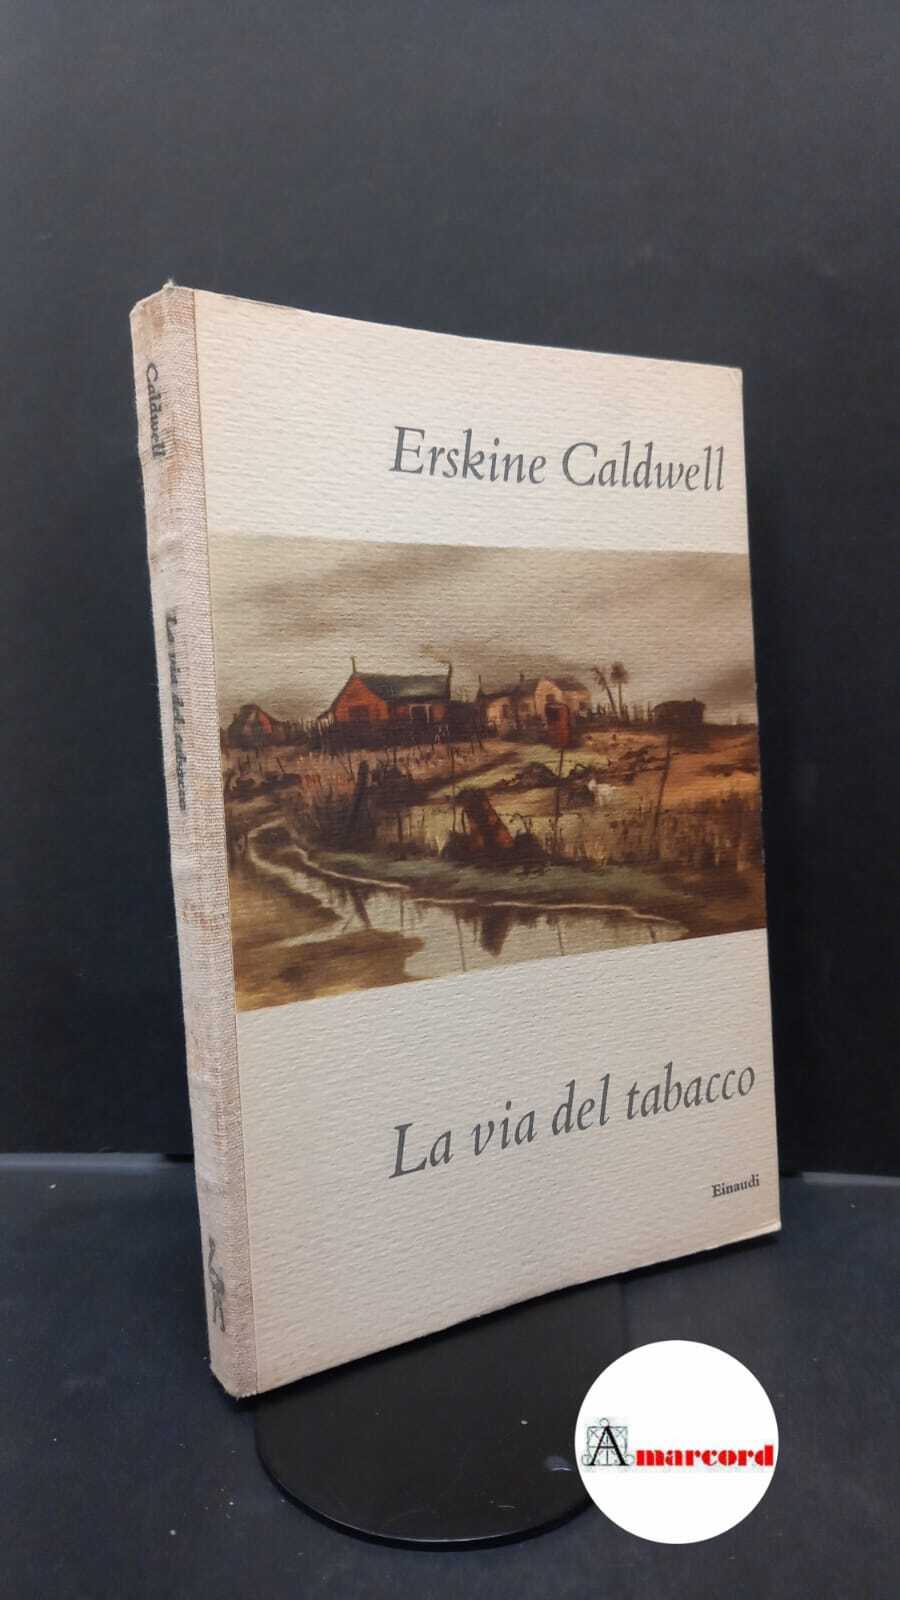 Caldwell
La via del tabacco
Erskine Caldwell
La via del tabacco
Einaudi
Amarcord